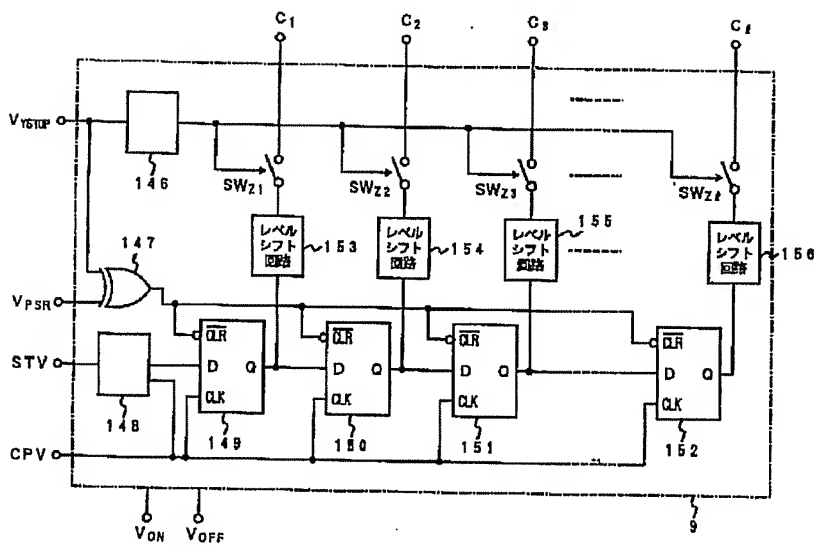 C1 C2 C3 Cℓ
VYSTOP
146
SWZ1 SWZ2 SWZ3 SWZℓ
147
レベル
シフト
回路
153
レベル
シフト
回路
154
レベル
シフト
回路
155
レベル
シフト
回路
156
VPSR
STV
148
CPV
CLR
D Q
CLK
149
CLR
D Q
CLK
150
CLR
D Q
CLK
151
CLR
D Q
CLK
152
VON VOFF
9